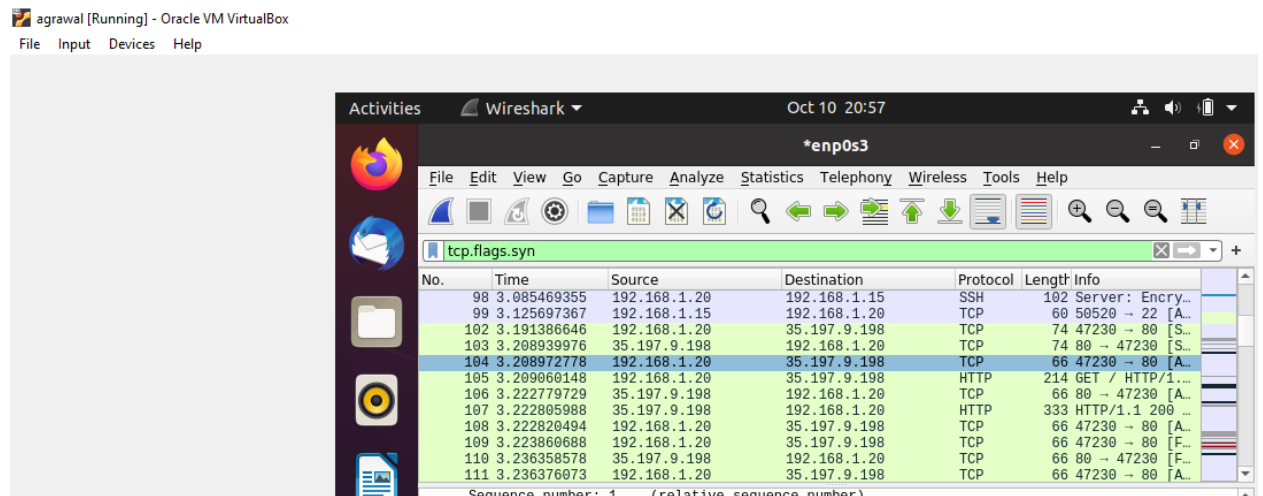 agrawal [Running] - Oracle VM VirtualBox
File Input Devices Help
Activities Wireshark Oct 10 20:57
*enp0s3
File Edit View Go Capture Analyze Statistics Telephony Wireless Tools Help
tcp.flags.syn
No. Time Source Destination Protocol Length Info
98 3.085469355 192.168.1.20 192.168.1.15 SSH 102 Server: Encry…
99 3.125697367 192.168.1.15 192.168.1.20 TCP 60 50520 → 22 [A…
102 3.191386646 192.168.1.20 35.197.9.198 TCP 74 47230 → 80 [S…
103 3.208939976 35.197.9.198 192.168.1.20 TCP 74 80 → 47230 [S…
104 3.208972778 192.168.1.20 35.197.9.198 TCP 66 47230 → 80 [A…
105 3.209060148 192.168.1.20 35.197.9.198 HTTP 214 GET / HTTP/1.…
106 3.222779729 35.197.9.198 192.168.1.20 TCP 66 80 → 47230 [A…
107 3.222805988 35.197.9.198 192.168.1.20 HTTP 333 HTTP/1.1 200 …
108 3.222820494 192.168.1.20 35.197.9.198 TCP 66 47230 → 80 [A…
109 3.223860688 192.168.1.20 35.197.9.198 TCP 66 47230 → 80 [F…
110 3.236358578 35.197.9.198 192.168.1.20 TCP 66 80 → 47230 [F…
111 3.236376073 192.168.1.20 35.197.9.198 TCP 66 47230 → 80 [A…
Sequence number: 1 (relative sequence number)